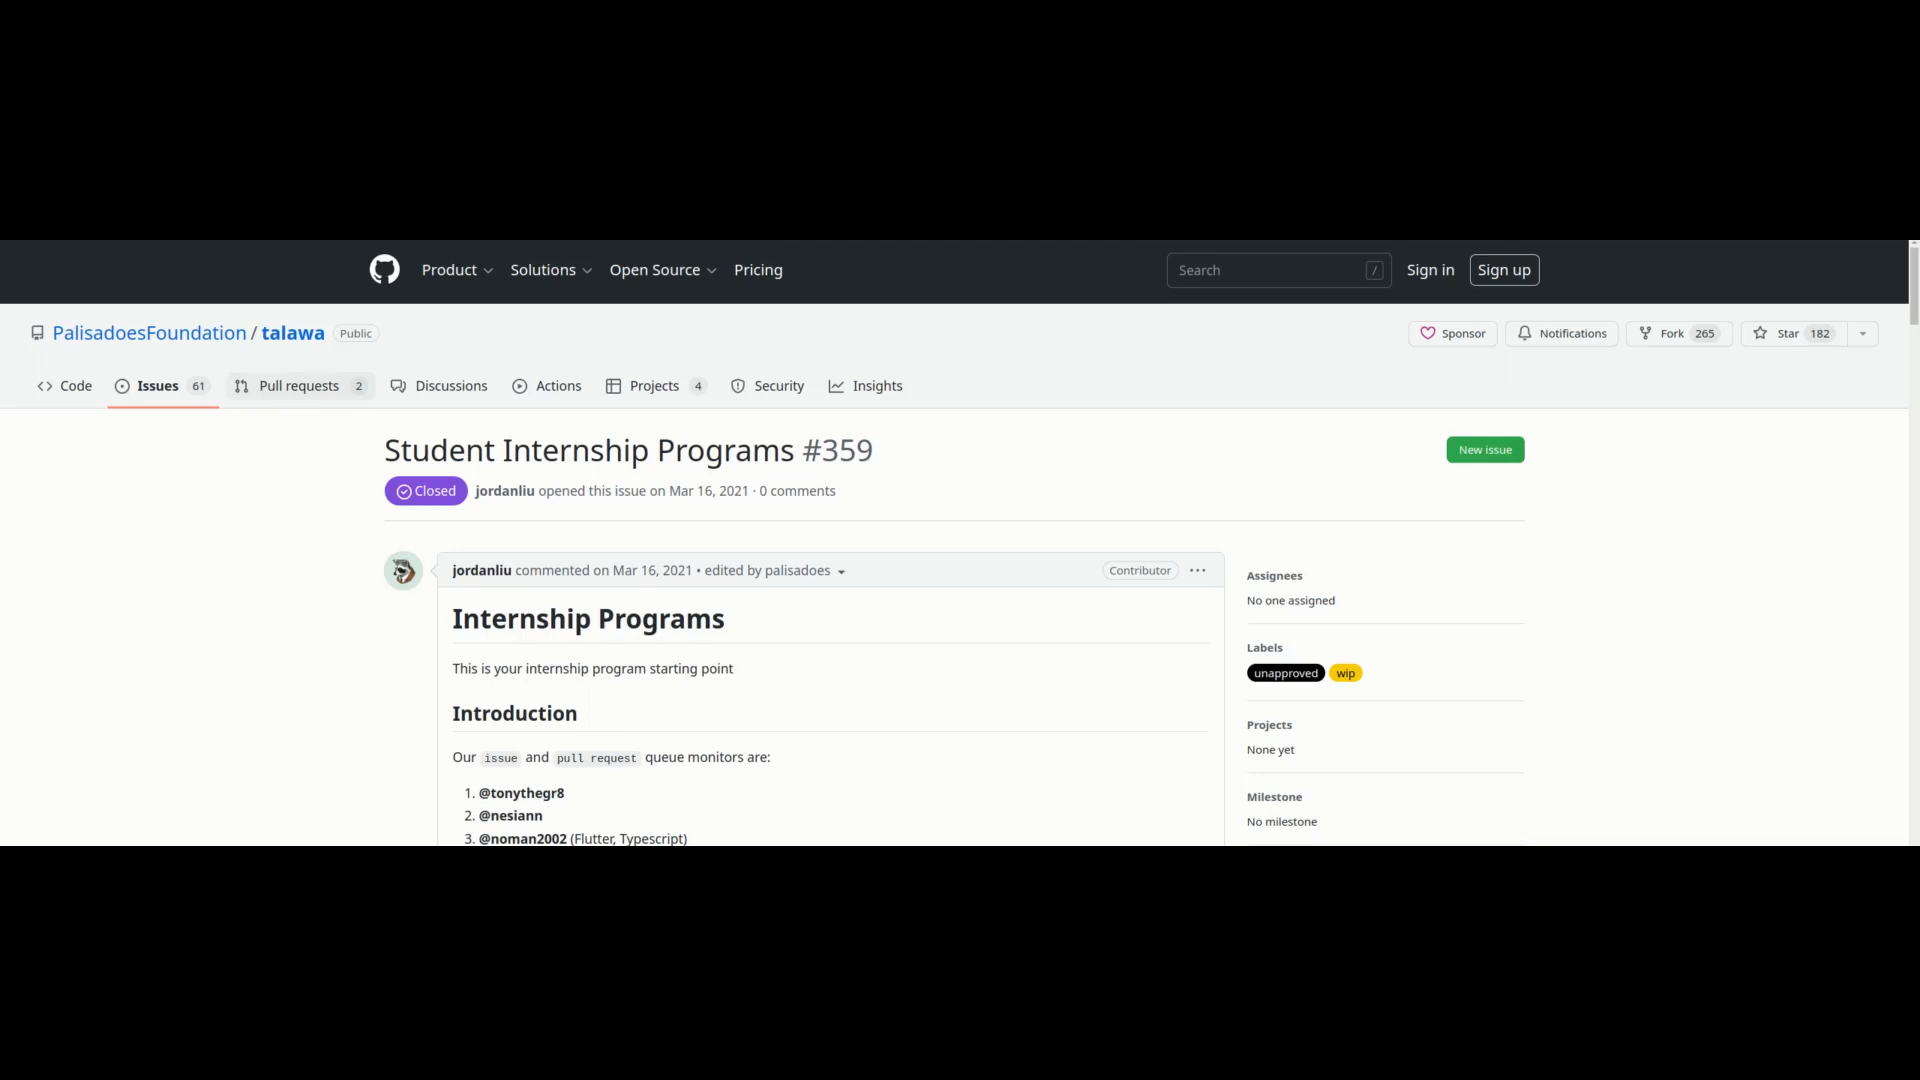 Product Solutions Open Source Pricing Search / Sign in Sign up
PalisadoesFoundation / talawa Public Sponsor Notifications Fork 265 Star 182
Code Issues 61 Pull requests 2 Discussions Actions Projects 4 Security Insights
Student Internship Programs #359
New issue
Closed jordanliu opened this issue on Mar 16, 2021 · 0 comments
jordanliu commented on Mar 16, 2021 • edited by palisadoes Contributor ...
Internship Programs
This is your internship program starting point
Introduction
Our issue and pull request queue monitors are:
1. @tonythegr8
2. @nesiann
3. @noman2002 (Flutter, Typescript)
Assignees
No one assigned
Labels
unapproved wip
Projects
None yet
Milestone
No milestone